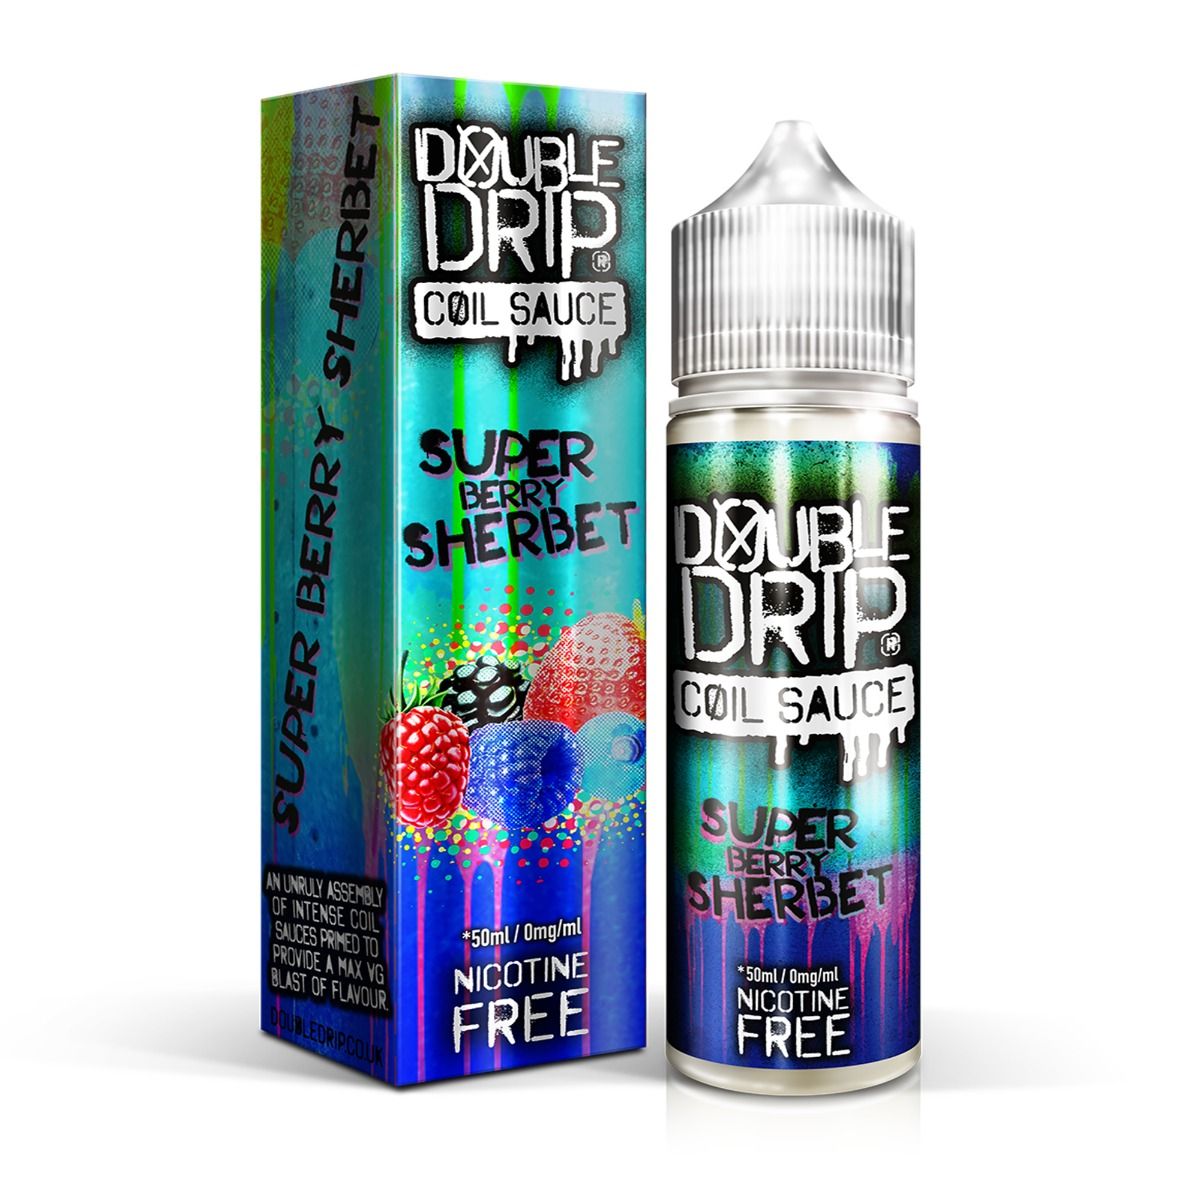 SUPER BERRY SHERBET
AN UNRULY ASSEMBLY
OF INTENSE COIL
SAUCES PRIMED TO
PROVIDE A MAX VG
BLAST OF FLAVOUR.
DOUBLEDRIP.CO.UK
DOUBLE
DRIP®
CØIL SAUCE
SUPER
BERRY
SHERBET
*50ml / 0mg/ml
NICOTINE
FREE
DOUBLE
DRIP®
CØIL SAUCE
SUPER
BERRY
SHERBET
*50ml / 0mg/ml
NICOTINE
FREE